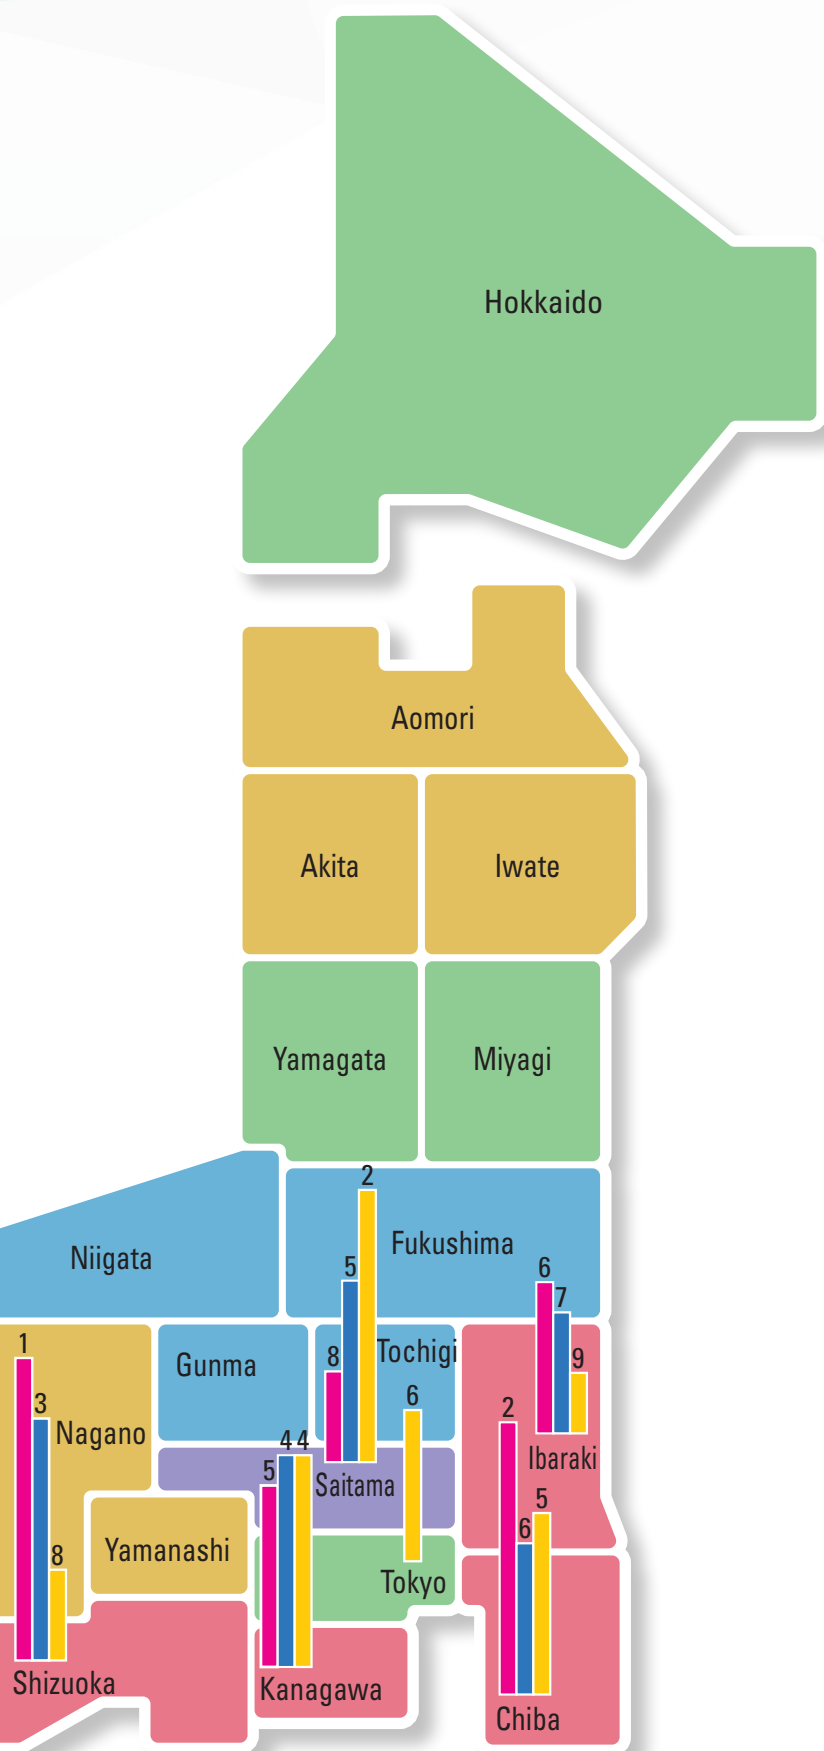 Hokkaido
Aomori
Akita
Iwate
Yamagata
Miyagi
2
Fukushima
Niigata
5
6
7
1
8
Tochigi
Gunma
9
6
3
2
Nagano
4 4
Ibaraki
5
Saitama
5
6
Yamanashi
8
Tokyo
Shizuoka
Kanagawa
Chiba